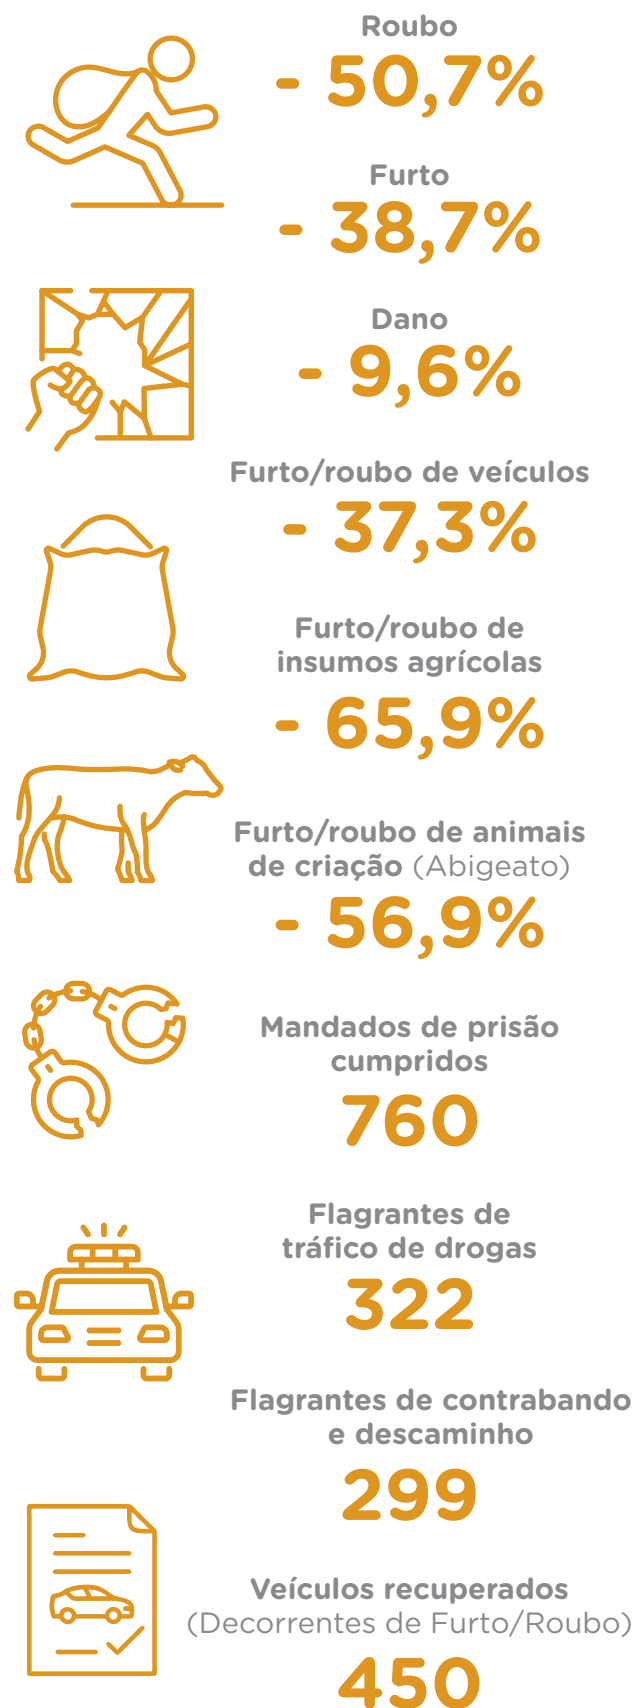 Roubo
- 50,7%
Furto
- 38,7%
Dano
- 9,6%
Furto/roubo de veículos
- 37,3%
Furto/roubo de
insumos agrícolas
- 65,9%
Furto/roubo de animais
de criação (Abigeato)
- 56,9%
Mandados de prisão
cumpridos
760
Flagrantes de
tráfico de drogas
322
Flagrantes de contrabando
e descaminho
299
Veículos recuperados
(Decorrentes de Furto/Roubo)
450